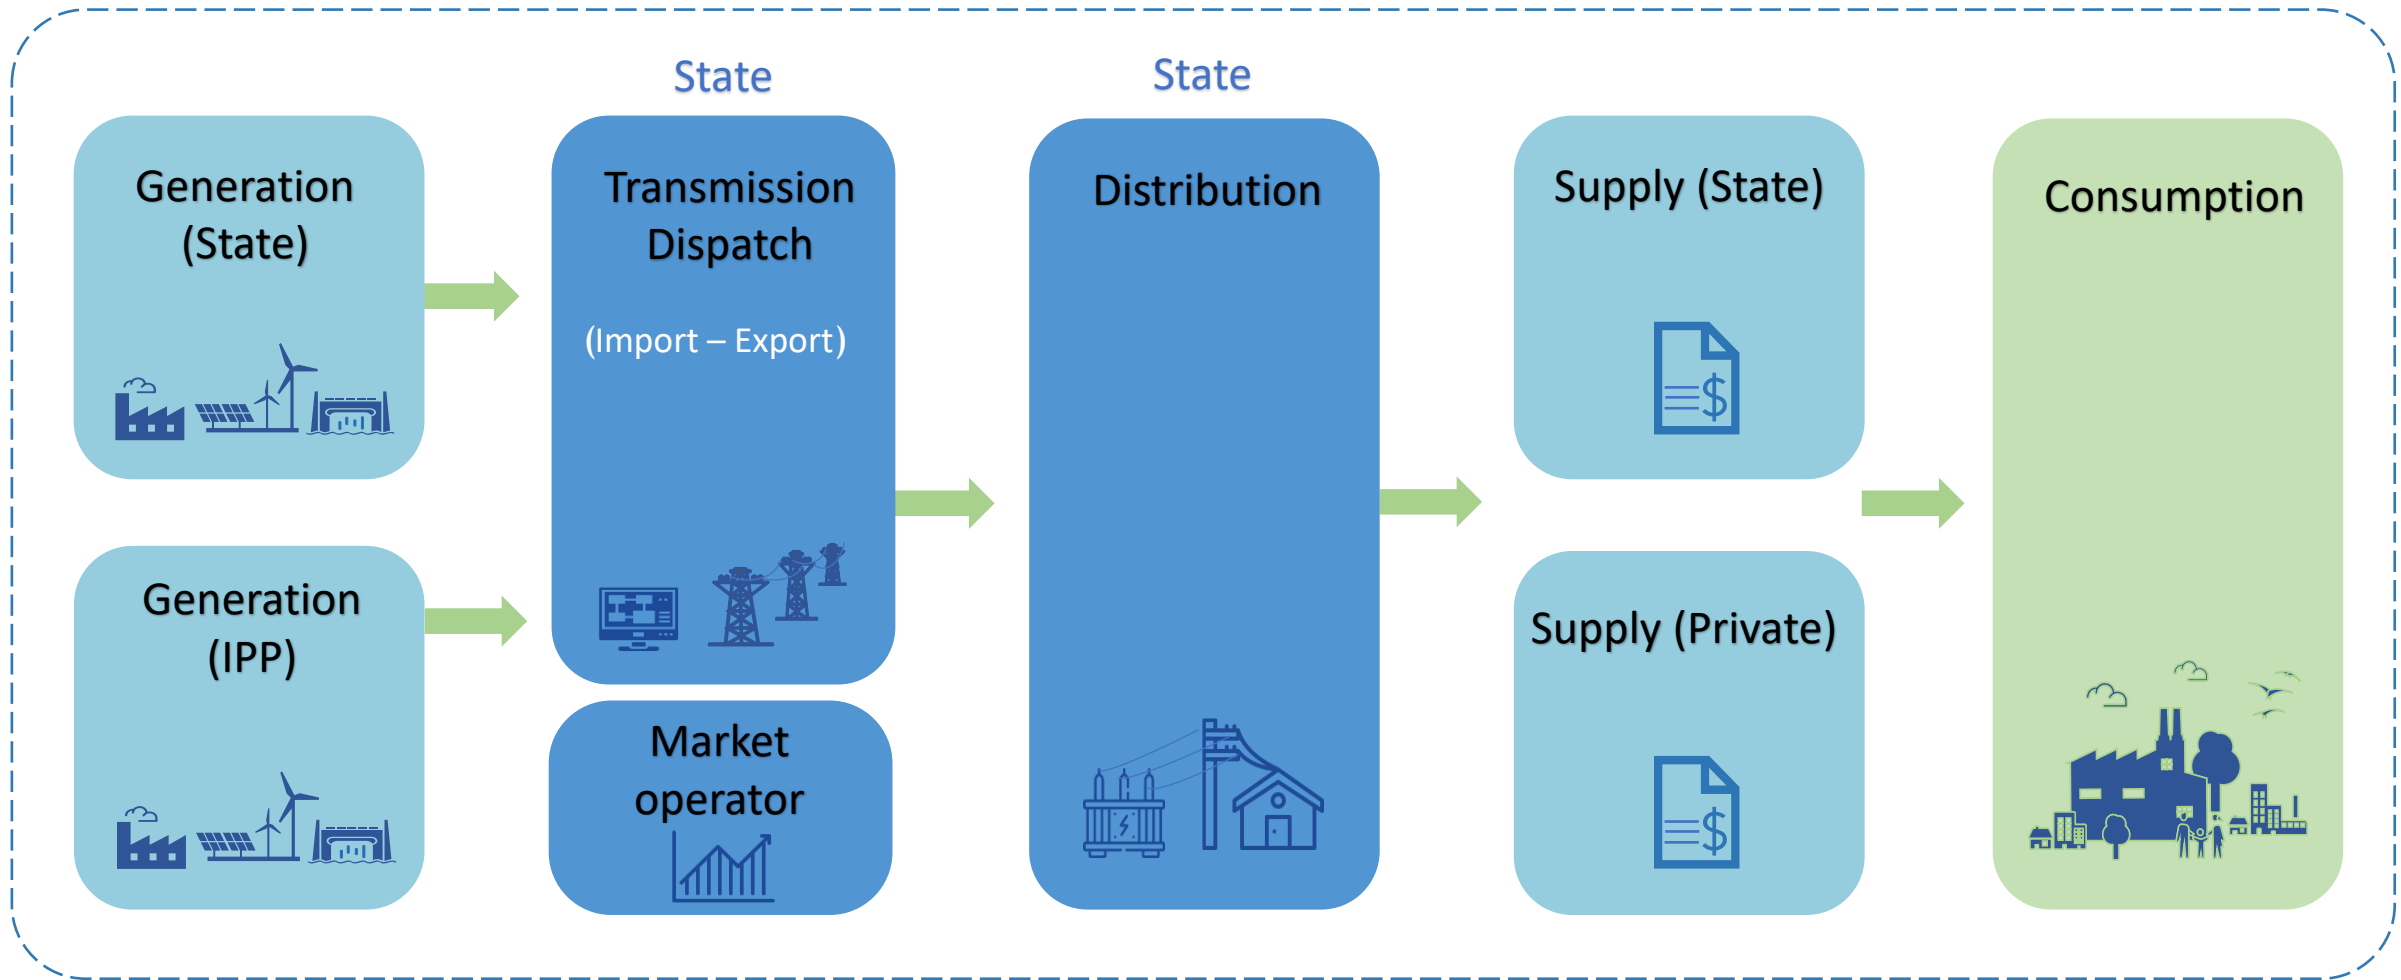 State
State
Generation
(State)
Transmission
Dispatch
(Import – Export)
Distribution
Supply (State)
Consumption
Generation
(IPP)
Market
operator
Supply (Private)
$
$